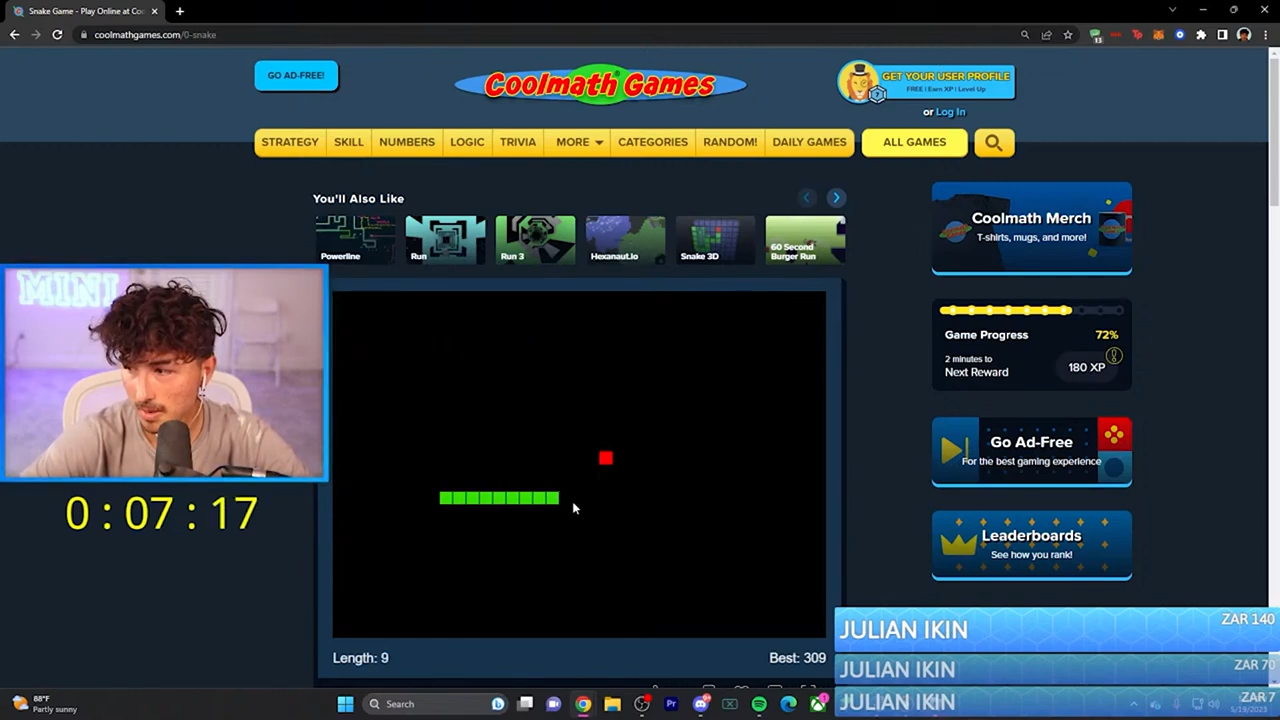 Snake Game - Play Online at Coo
coolmathgames.com/0-snake
13
GO AD-FREE!
Coolmath Games
GET YOUR USER PROFILE
FREE | Earn XP | Level Up
or Log In
STRATEGY SKILL NUMBERS LOGIC TRIVIA MORE CATEGORIES RANDOM! DAILY GAMES ALL GAMES
You'll Also Like
Powerline
Run
Run 3
Hexanaut.io
Snake 3D
60 Second
Burger Run
Coolmath Merch
T-shirts, mugs, and more!
Game Progress 72%
2 minutes to
Next Reward
180 XP
Go Ad-Free
For the best gaming experience
Leaderboards
See how you rank!
MINI
0:07:17
Length: 9
Best: 309
JULIAN IKIN ZAR 140
JULIAN IKIN ZAR 70
JULIAN IKIN ZAR 7
88°F
Partly sunny
Search
5/19/2023